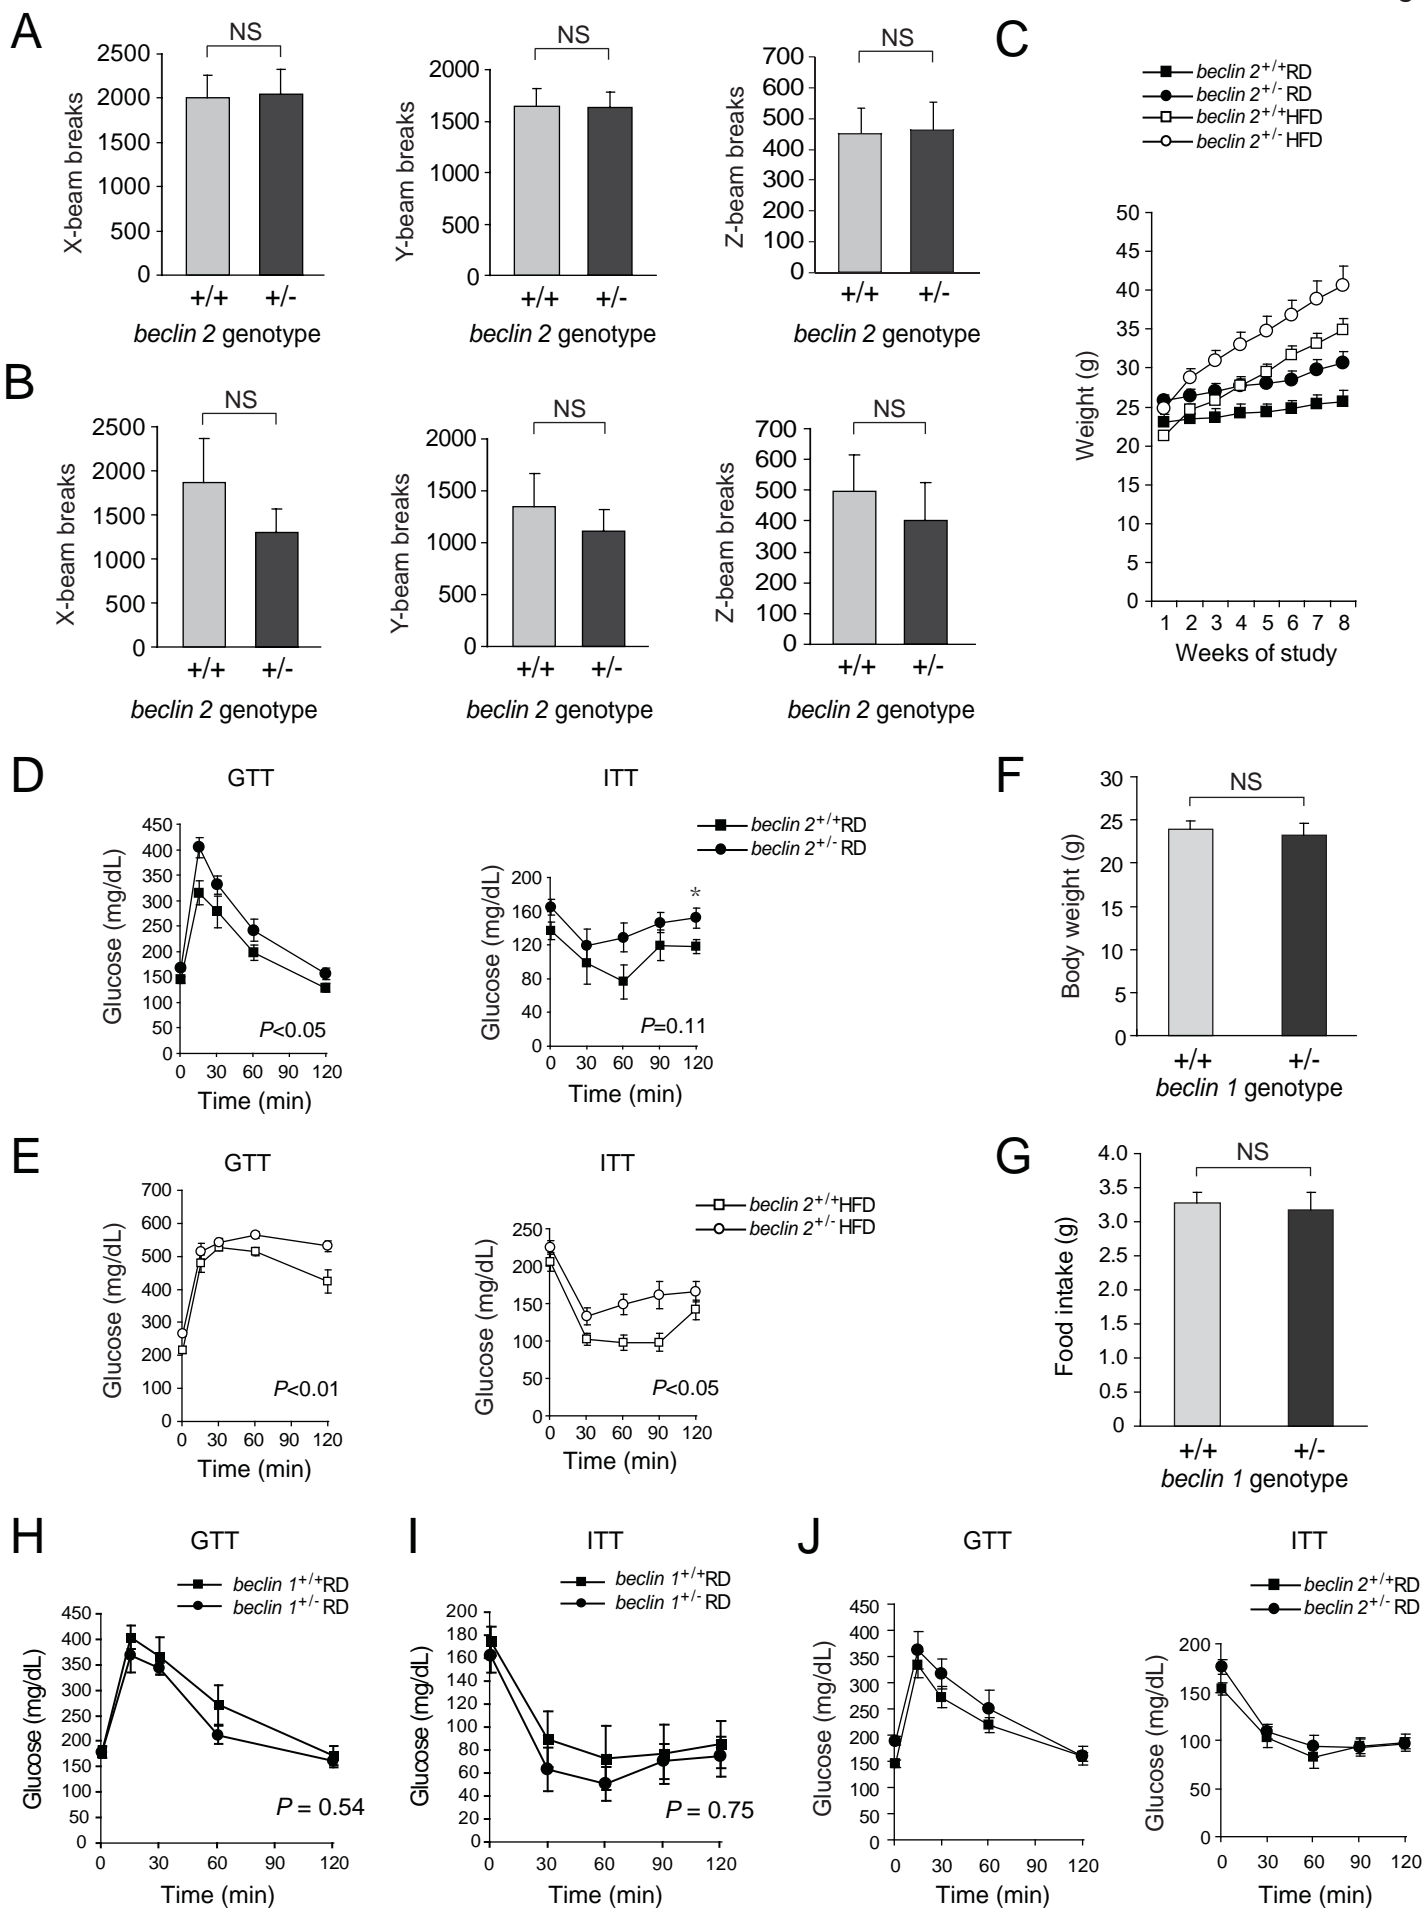 g
A
NS
2500
2000
1500
1000
500
0
X-beam breaks
+/+ +/-
beclin 2 genotype
NS
2000
1500
1000
500
0
Y-beam breaks
+/+ +/-
beclin 2 genotype
NS
700
600
500
400
300
200
100
0
Z-beam breaks
+/+ +/-
beclin 2 genotype
B
NS
2500
2000
1500
1000
500
0
X-beam breaks
+/+ +/-
beclin 2 genotype
NS
2000
1500
1000
500
0
Y-beam breaks
+/+ +/-
beclin 2 genotype
NS
700
600
500
400
300
200
100
0
Z-beam breaks
+/+ +/-
beclin 2 genotype
C
beclin 2+/+RD
beclin 2+/- RD
beclin 2+/+HFD
beclin 2+/- HFD
50
45
40
35
30
25
20
15
10
5
0
Weight (g)
1 2 3 4 5 6 7 8
Weeks of study
D
GTT
450
400
350
300
250
200
150
100
50
0
Glucose (mg/dL)
P<0.05
0 30 60 90 120
Time (min)
ITT
beclin 2+/+RD
beclin 2+/- RD
200
160
120
80
40
0
Glucose (mg/dL)
*
P=0.11
0 30 60 90 120
Time (min)
E
GTT
700
600
500
400
300
200
100
0
Glucose (mg/dL)
P<0.01
0 30 60 90 120
Time (min)
ITT
beclin 2+/+HFD
beclin 2+/- HFD
250
200
150
100
50
0
Glucose (mg/dL)
P<0.05
0 30 60 90 120
Time (min)
F
NS
30
25
20
15
10
5
0
Body weight (g)
+/+ +/-
beclin 1 genotype
G
NS
4.0
3.5
3.0
2.5
2.0
1.5
1.0
0.5
0
Food intake (g)
+/+ +/-
beclin 1 genotype
H
GTT
beclin 1+/+RD
beclin 1+/- RD
450
400
350
300
250
200
150
100
50
0
Glucose (mg/dL)
P = 0.54
0 30 60 90 120
Time (min)
I
ITT
beclin 1+/+RD
beclin 1+/- RD
200
180
160
140
120
100
80
60
40
20
0
Glucose (mg/dL)
P = 0.75
0 30 60 90 120
Time (min)
J
GTT
450
400
350
300
250
200
150
100
50
0
Glucose (mg/dL)
0 30 60 90 120
Time (min)
ITT
beclin 2+/+RD
beclin 2+/- RD
200
150
100
50
0
Glucose (mg/dL)
0 30 60 90 120
Time (min)